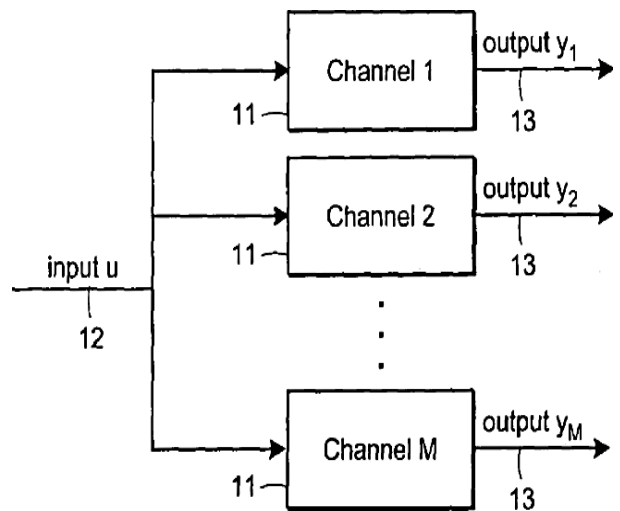 output y₁
Channel 1
11
13
output y₂
Channel 2
11
13
input u
12
output yM
Channel M
11
13